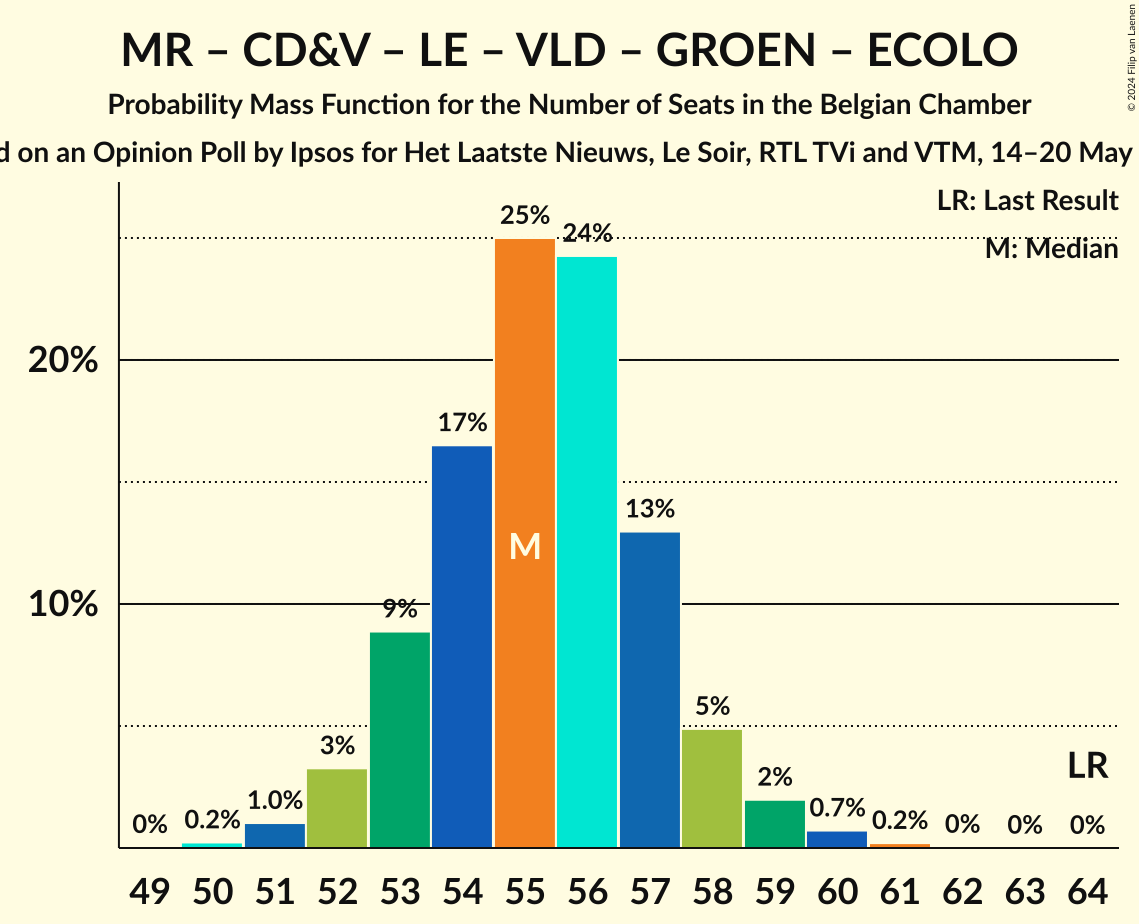 MR – CD&V – LE – VLD – GROEN – ECOLO
Probability Mass Function for the Number of Seats in the Belgian Chamber
on an Opinion Poll by Ipsos for Het Laatste Nieuws, Le Soir, RTL TVi and VTM, 14–20 May
© 2024 Filip van Laenen
LR: Last Result
M: Median
25%
24%
20%
17%
13%
M
10%
9%
5%
3%
LR
2%
0% 0.2% 1.0% 0.7% 0.2% 0% 0% 0%
49 50 51 52 53 54 55 56 57 58 59 60 61 62 63 64